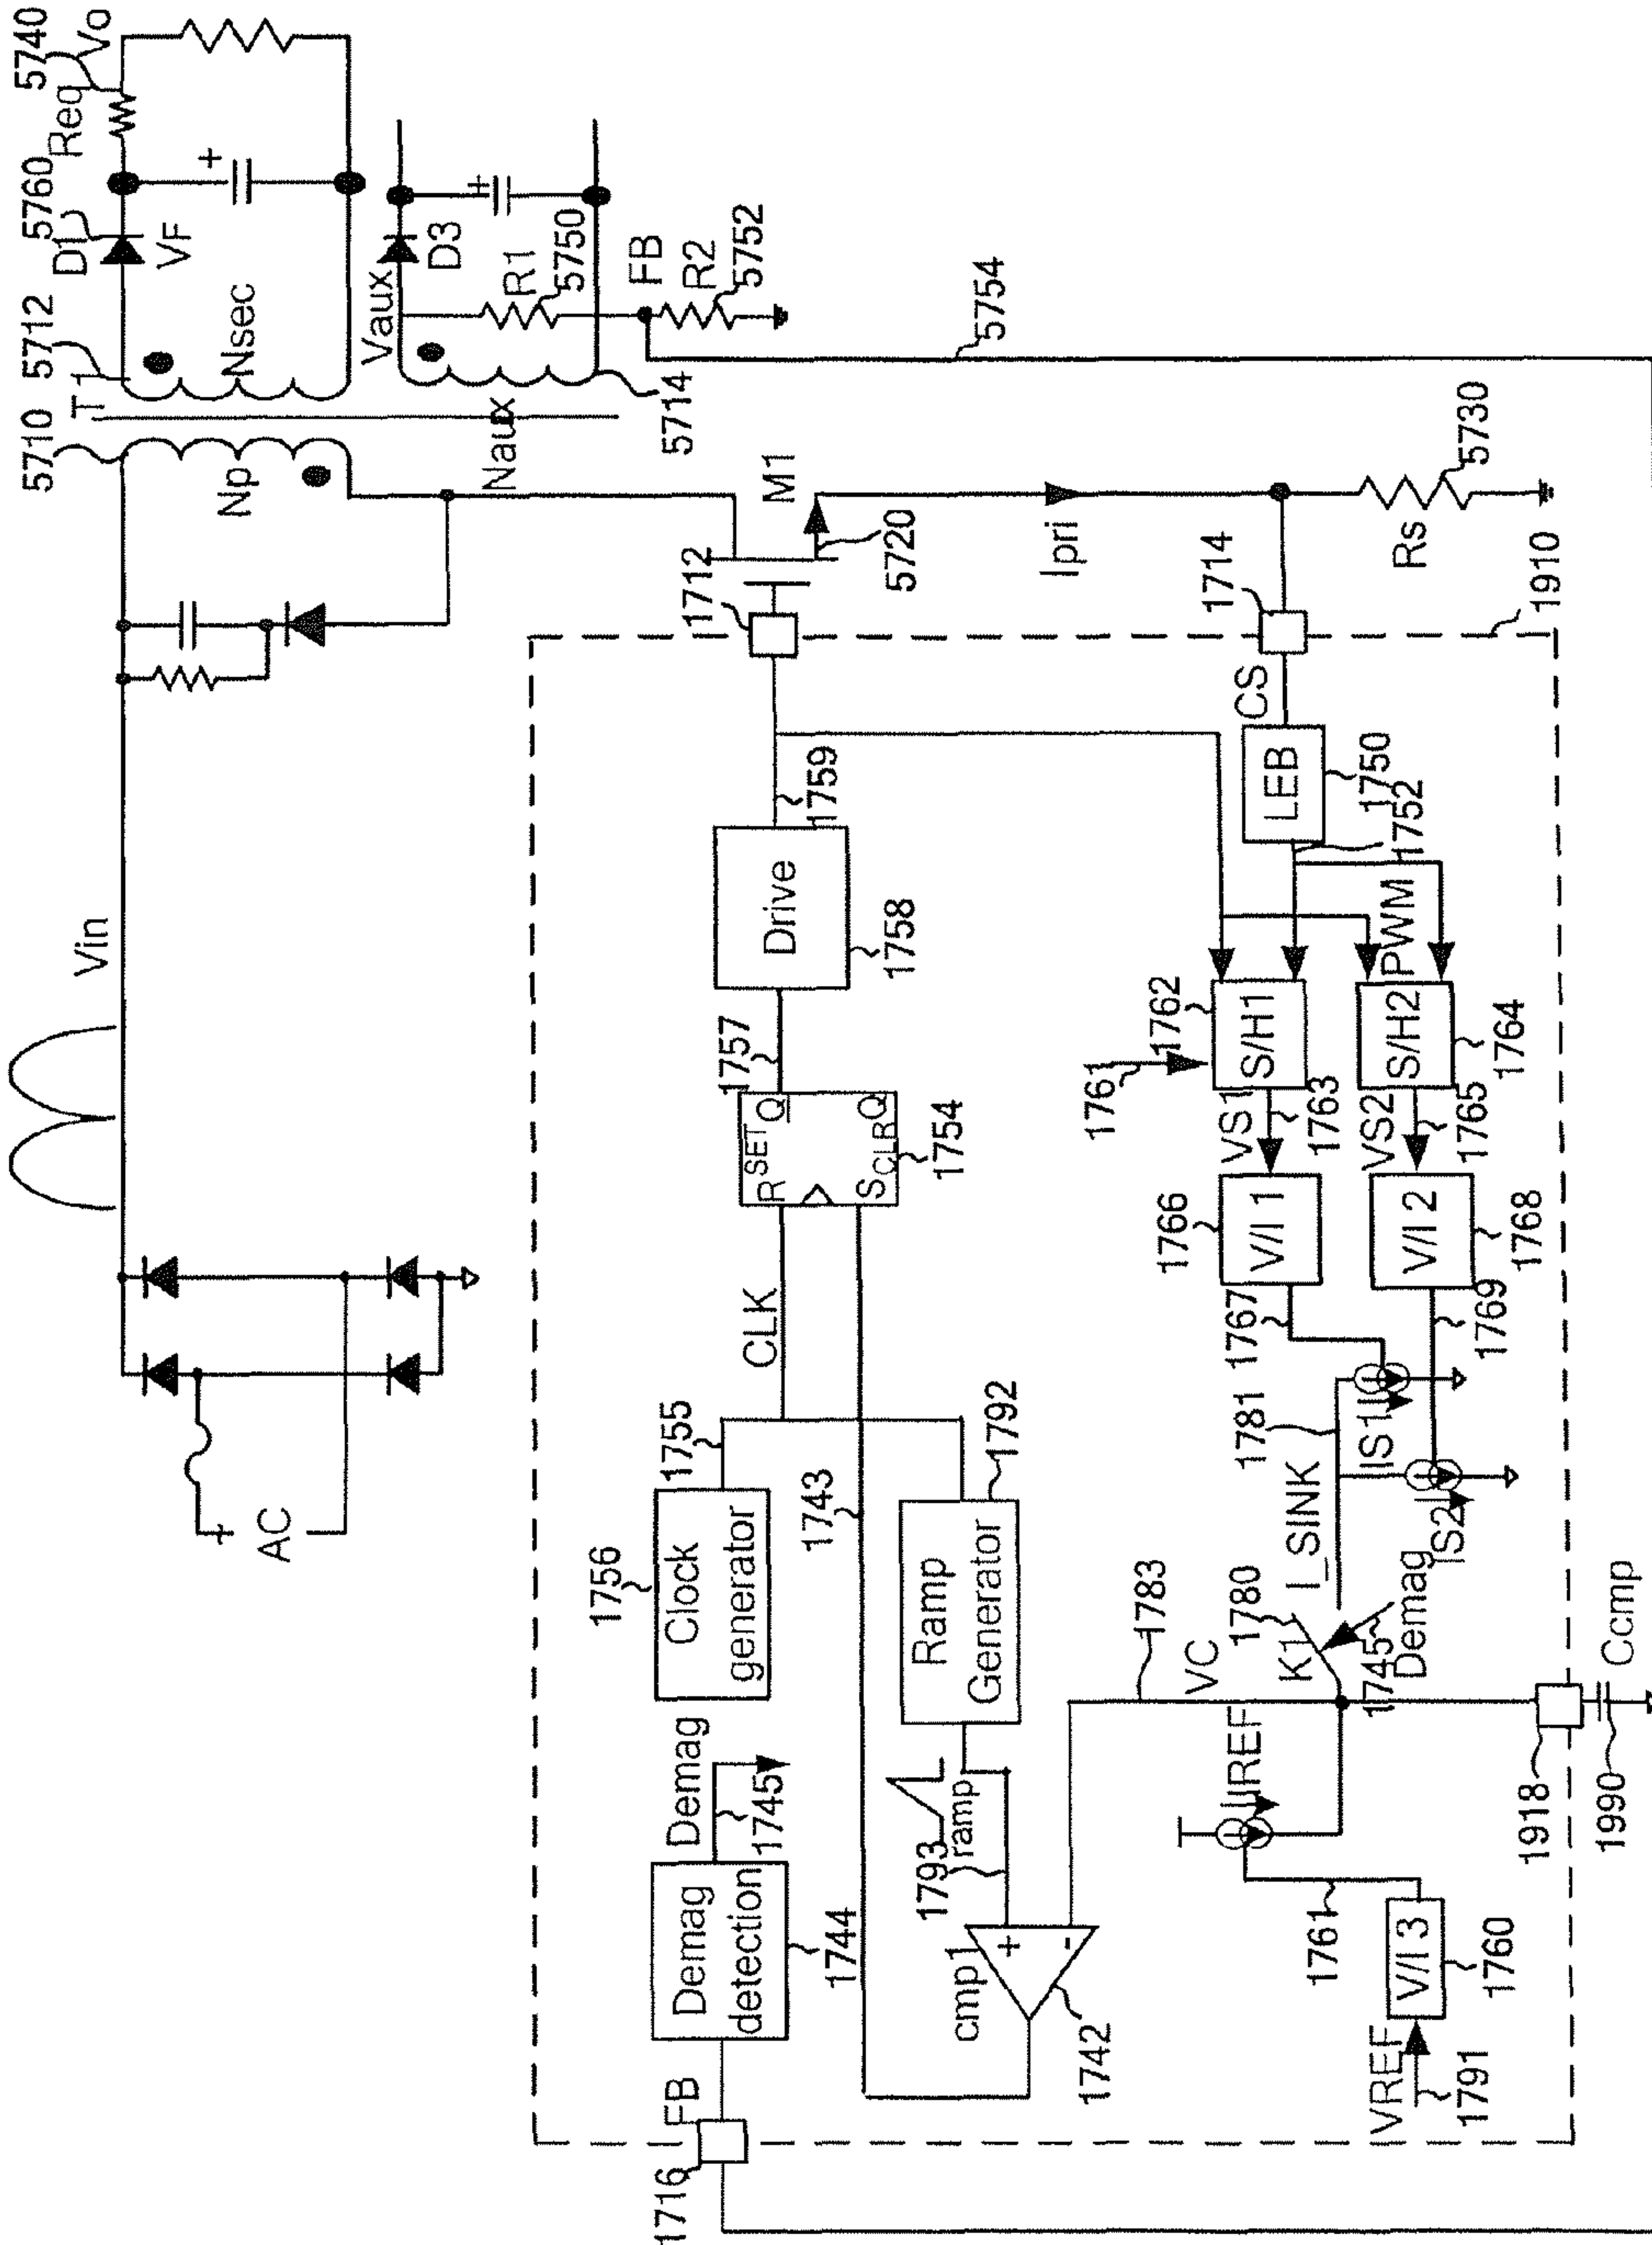 Vin
AC
5710
T1
5712
D1
5760
Req
5740
Vo
VF
Np
Nsec
Naux
Vaux
D3
R1
5750
FB
R2
5752
5714
5754
M1
5720
Ipri
5730
Rs
1910
1712
1714
CS
LEB
1750
1752
PWM
1759
Drive
1758
1757
R SET Q
S CLR Q
1754
CLK
1755
1756
Clock generator
1743
Ramp Generator
1792
1793
ramp
Demag
1745
Demag detection
1744
FB
1716
cmp1
+
-
1742
1761
1762
S/H1
S/H2
1764
VS1
1763
VS2
1765
1766
V/I 1
V/I 2
1768
1767
1769
1781
I_SINK
IS1
IS2
1780
K1
1745
Demag
1783
VC
IREF
1761
V/I 3
1760
VREF
1791
1918
1990
Ccmp